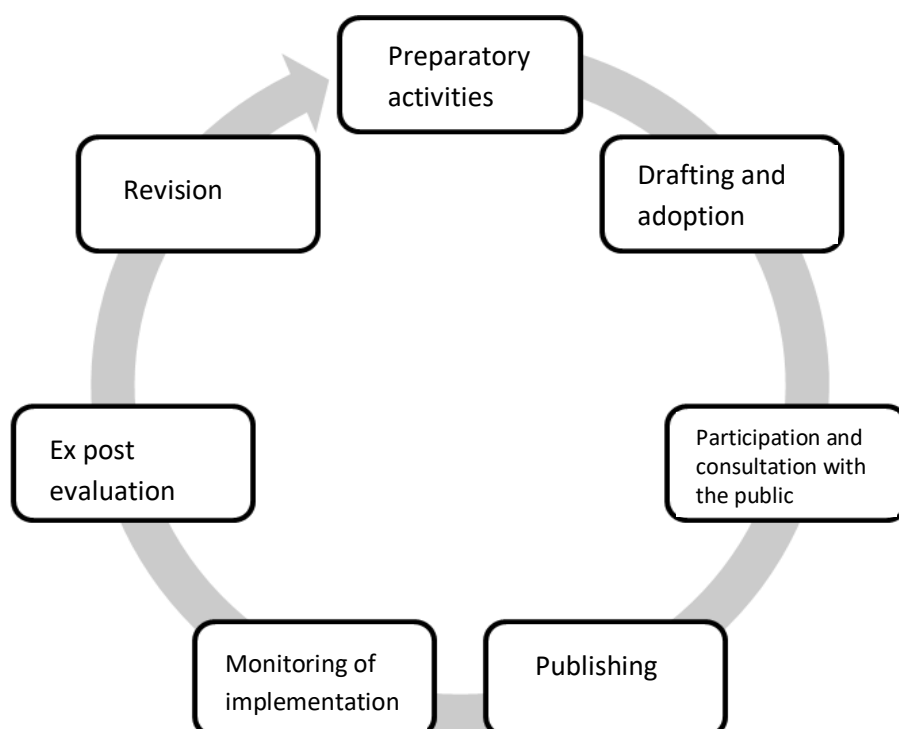 Preparatory
activities
Drafting and
adoption
Participation and
consultation with
the public
Publishing
Monitoring of
implementation
Ex post
evaluation
Revision